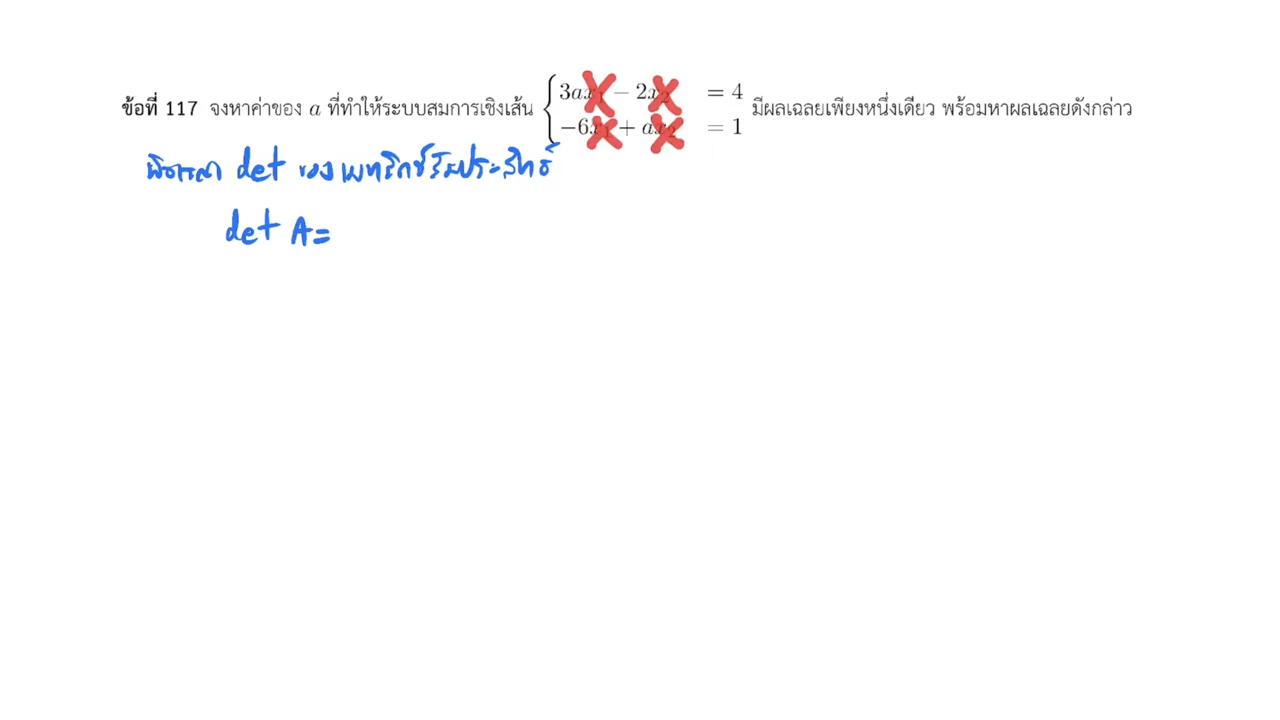 ข้อที่ 117 จงหาค่าของ a ที่ทำให้ระบบสมการเชิงเส้น { 3ax₁ − 2x₂ = 4 มีผลเฉลยเพียงหนึ่งเดียว พร้อมหาผลเฉลยดังกล่าว
−6x₁ + ax₂ = 1
พิจารณา det ของเมทริกซ์สัมประสิทธิ์
det A=